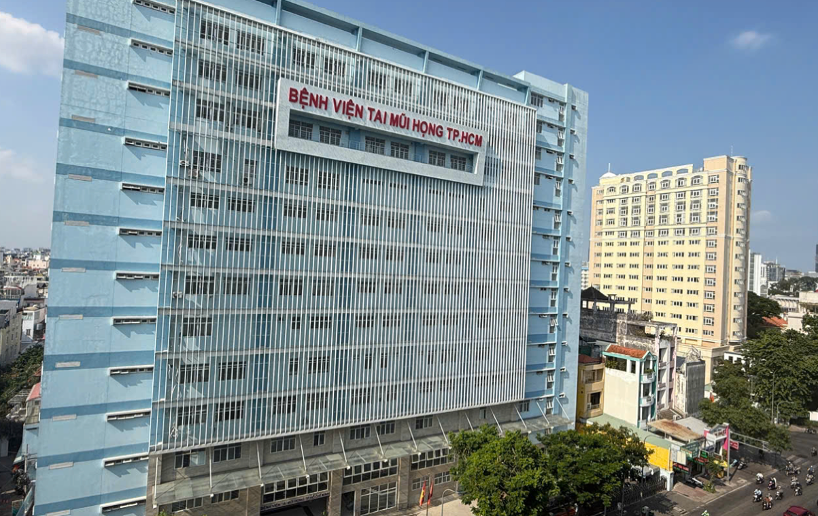 BỆNH VIỆN TAI MŨI HỌNG TP.HCM